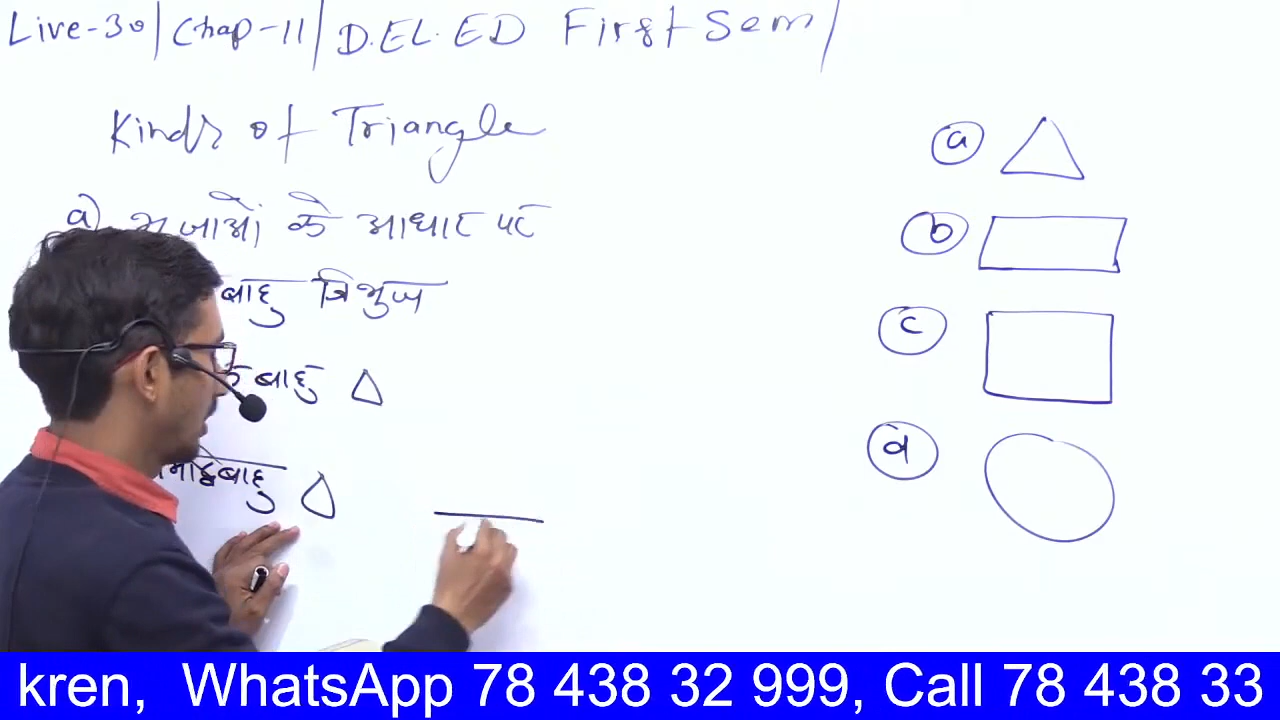 Live-30/Chap-11/D.EL.ED First Sem/
Kinds of Triangle
a) भुजाओं के आधार पर
बाहु त्रिभुज
बाहु
बाहु
a
b
c
d
kren, WhatsApp 78 438 32 999, Call 78 438 33